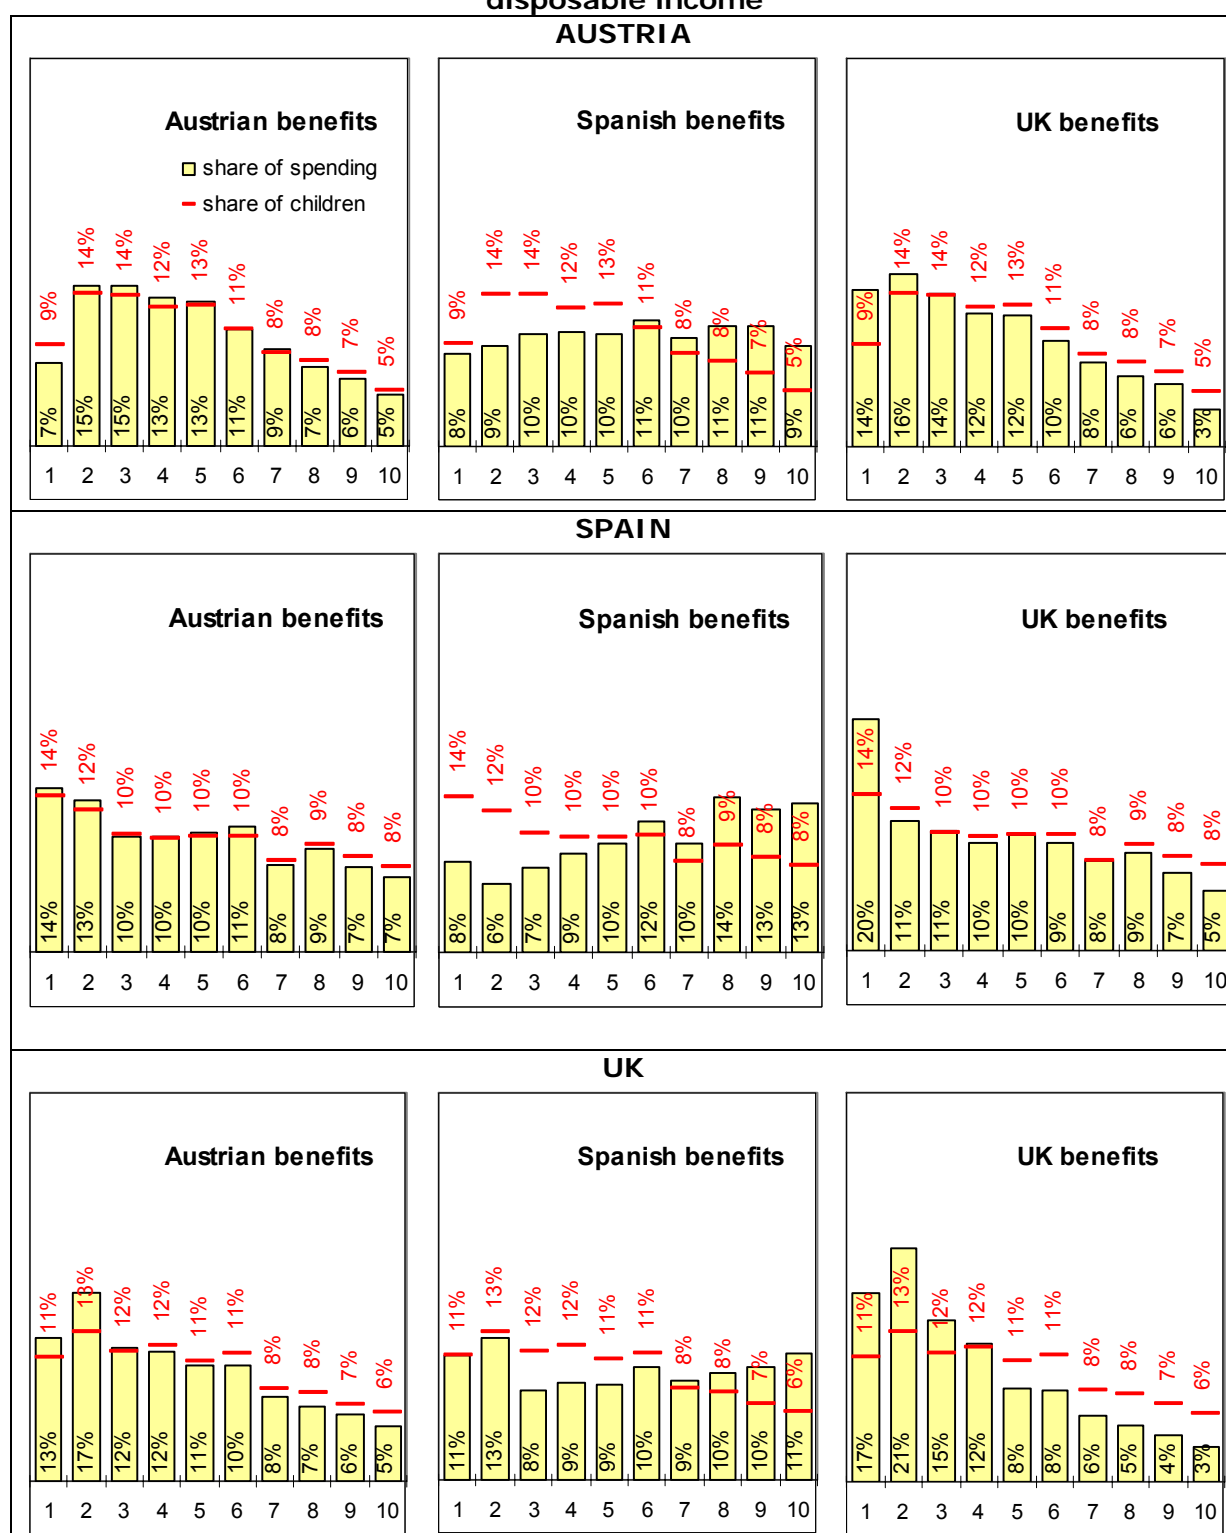 disposable income
AUSTRIA
Austrian benefits
share of spending
share of children
9% 14% 14% 12% 13% 11% 8% 8% 7% 5%
7% 15% 15% 13% 13% 11% 9% 7% 6% 5%
1 2 3 4 5 6 7 8 9 10
Spanish benefits
9% 14% 14% 12% 13% 11% 8% 8% 7% 5%
8% 9% 10% 10% 10% 11% 10% 11% 11% 9%
1 2 3 4 5 6 7 8 9 10
UK benefits
9% 14% 14% 12% 13% 11% 8% 8% 7% 5%
14% 16% 14% 12% 12% 10% 8% 6% 6% 3%
1 2 3 4 5 6 7 8 9 10
SPAIN
Austrian benefits
14% 12% 10% 10% 10% 10% 8% 9% 8% 8%
14% 13% 10% 10% 10% 11% 8% 9% 7% 7%
1 2 3 4 5 6 7 8 9 10
Spanish benefits
14% 12% 10% 10% 10% 10% 8% 9% 8% 8%
8% 6% 7% 9% 10% 12% 10% 14% 13% 13%
1 2 3 4 5 6 7 8 9 10
UK benefits
14% 12% 10% 10% 10% 10% 8% 9% 8% 8%
20% 11% 11% 10% 10% 9% 8% 9% 7% 5%
1 2 3 4 5 6 7 8 9 10
UK
Austrian benefits
11% 13% 12% 12% 11% 11% 8% 8% 7% 6%
13% 17% 12% 12% 11% 10% 8% 7% 6% 5%
1 2 3 4 5 6 7 8 9 10
Spanish benefits
11% 13% 12% 12% 11% 11% 8% 8% 7% 6%
11% 13% 8% 9% 9% 10% 9% 10% 10% 11%
1 2 3 4 5 6 7 8 9 10
UK benefits
11% 13% 12% 12% 11% 11% 8% 8% 7% 6%
17% 21% 15% 12% 8% 8% 6% 5% 4% 3%
1 2 3 4 5 6 7 8 9 10